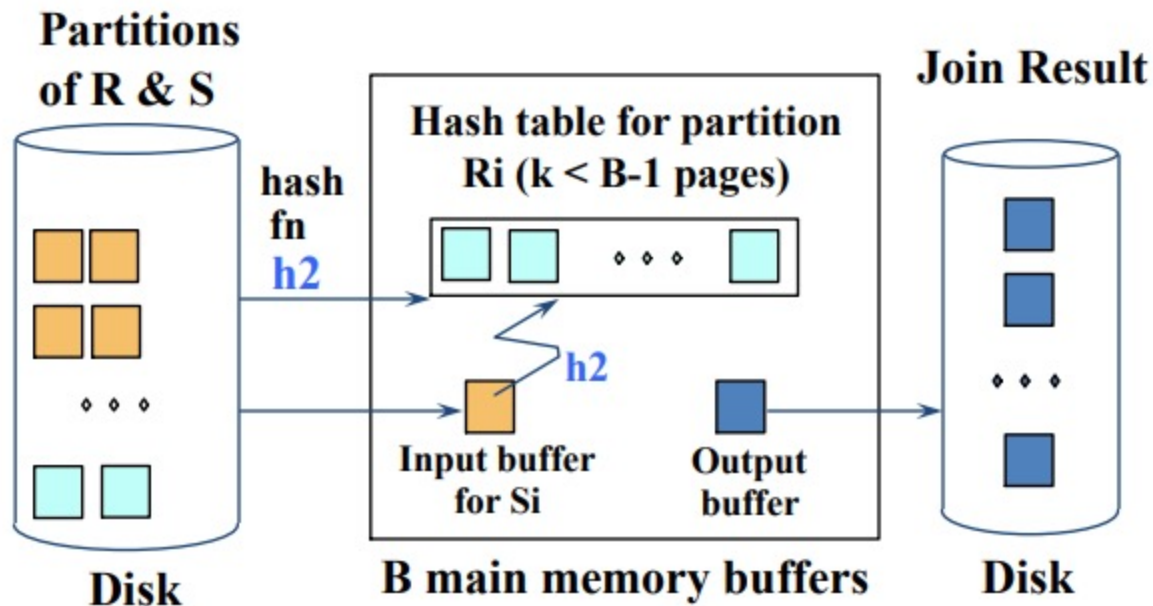 Partitions
of R & S
Join Result
Hash table for partition
Ri (k < B-1 pages)
hash
fn
h2
h2
Input buffer
for Si
Output
buffer
Disk
B main memory buffers
Disk